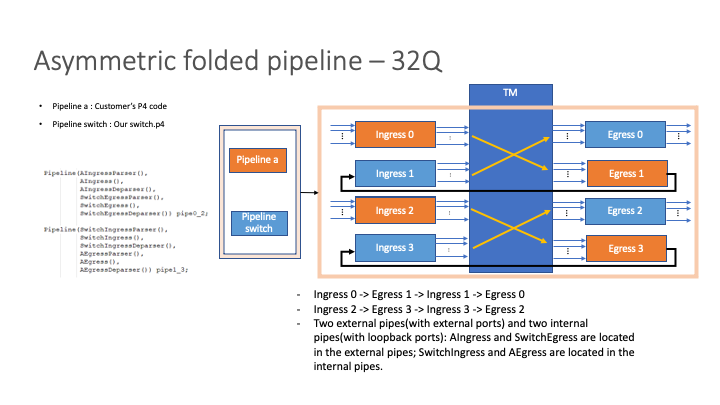 Asymmetric folded pipeline – 32Q
• Pipeline a : Customer's P4 code
• Pipeline switch : Our switch.p4
Pipeline(AIngressParser(),
AIngress(),
AIngressDeparser(),
SwitchEgressParser(),
SwitchEgress(),
SwitchEgressDeparser()) pipe0_2;
Pipeline(SwitchIngressParser(),
SwitchIngress(),
SwitchIngressDeparser(),
AEgressParser(),
AEgress(),
AEgressDeparser()) pipe1_3;
Pipeline a
Pipeline
switch
TM
Ingress 0
Egress 0
Ingress 1
Egress 1
Ingress 2
Egress 2
Ingress 3
Egress 3
- Ingress 0 -> Egress 1 -> Ingress 1 -> Egress 0
- Ingress 2 -> Egress 3 -> Ingress 3 -> Egress 2
- Two external pipes(with external ports) and two internal
pipes(with loopback ports): AIngress and SwitchEgress are located
in the external pipes; SwitchIngress and AEgress are located in the
internal pipes.